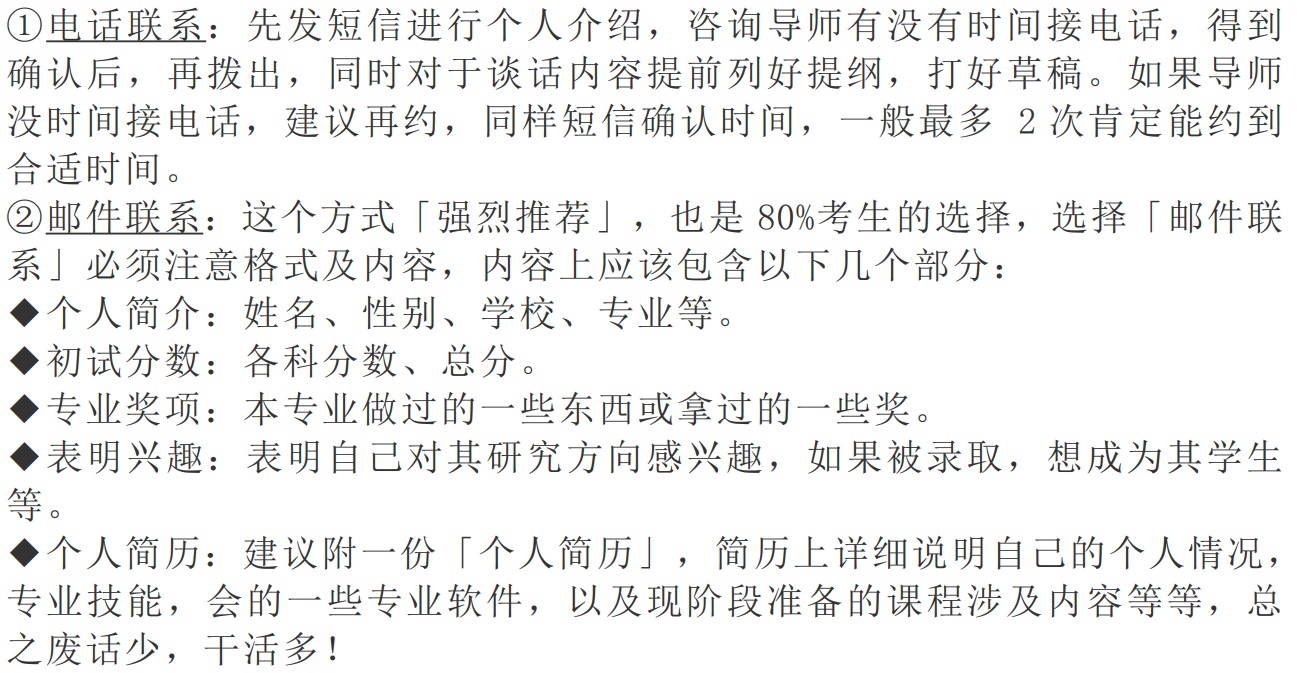 ①电话联系：先发短信进行个人介绍，咨询导师有没有时间接电话，得到
确认后，再拨出，同时对于谈话内容提前列好提纲，打好草稿。如果导师
没时间接电话，建议再约，同样短信确认时间，一般最多 2 次肯定能约到
合适时间。
②邮件联系：这个方式「强烈推荐」，也是 80%考生的选择，选择「邮件联
系」必须注意格式及内容，内容上应该包含以下几个部分：
◆个人简介：姓名、性别、学校、专业等。
◆初试分数：各科分数、总分。
◆专业奖项：本专业做过的一些东西或拿过的一些奖。
◆表明兴趣：表明自己对其研究方向感兴趣，如果被录取，想成为其学生
等。
◆个人简历：建议附一份「个人简历」，简历上详细说明自己的个人情况，
专业技能，会的一些专业软件，以及现阶段准备的课程涉及内容等等，总
之废话少，干活多！